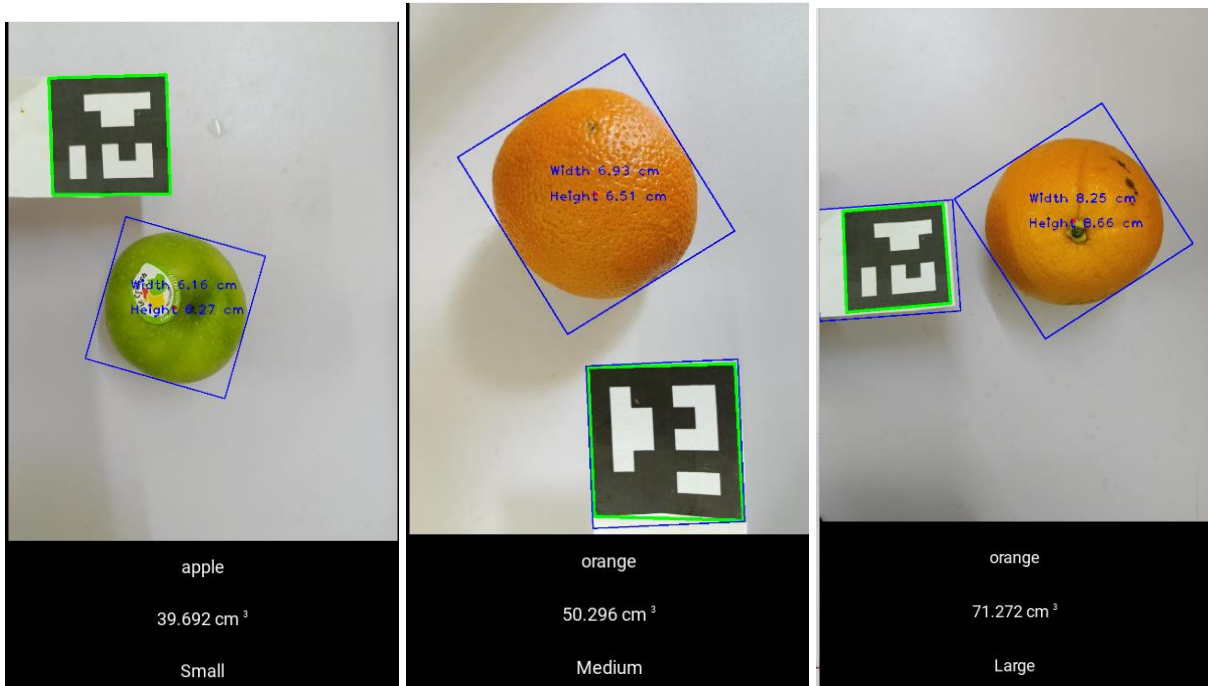 Width 6.16 cm
Height 6.27 cm
apple
39.692 cm ³
Small
Width 6.93 cm
Height 6.51 cm
orange
50.296 cm ³
Medium
Width 8.25 cm
Height 8.66 cm
orange
71.272 cm ³
Large